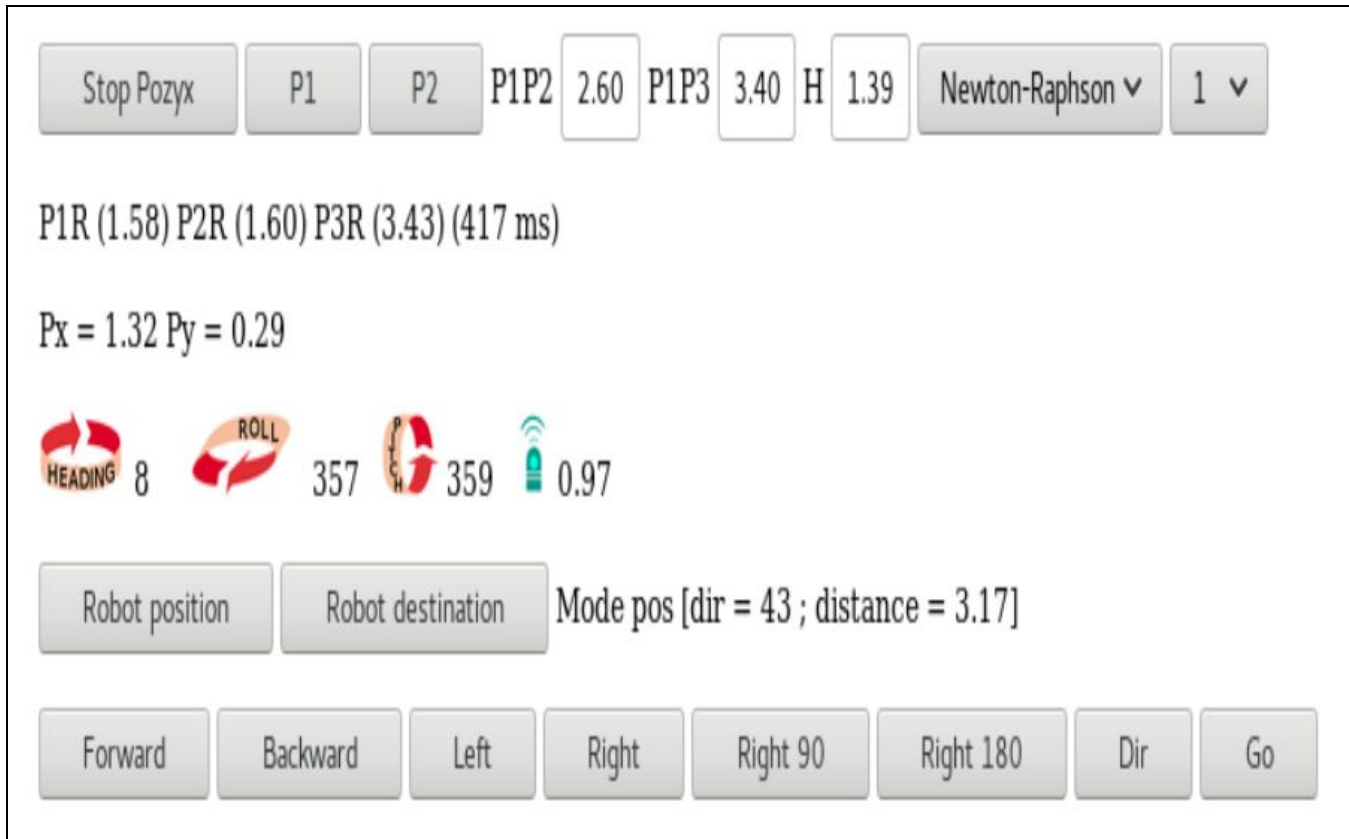 Stop Pozyx P1 P2 P1P2 2.60 P1P3 3.40 H 1.39 Newton-Raphson 1
P1R (1.58) P2R (1.60) P3R (3.43) (417 ms)
Px = 1.32 Py = 0.29
HEADING 8 ROLL 357 PITCH 359 0.97
Robot position Robot destination Mode pos [dir = 43 ; distance = 3.17]
Forward Backward Left Right Right 90 Right 180 Dir Go